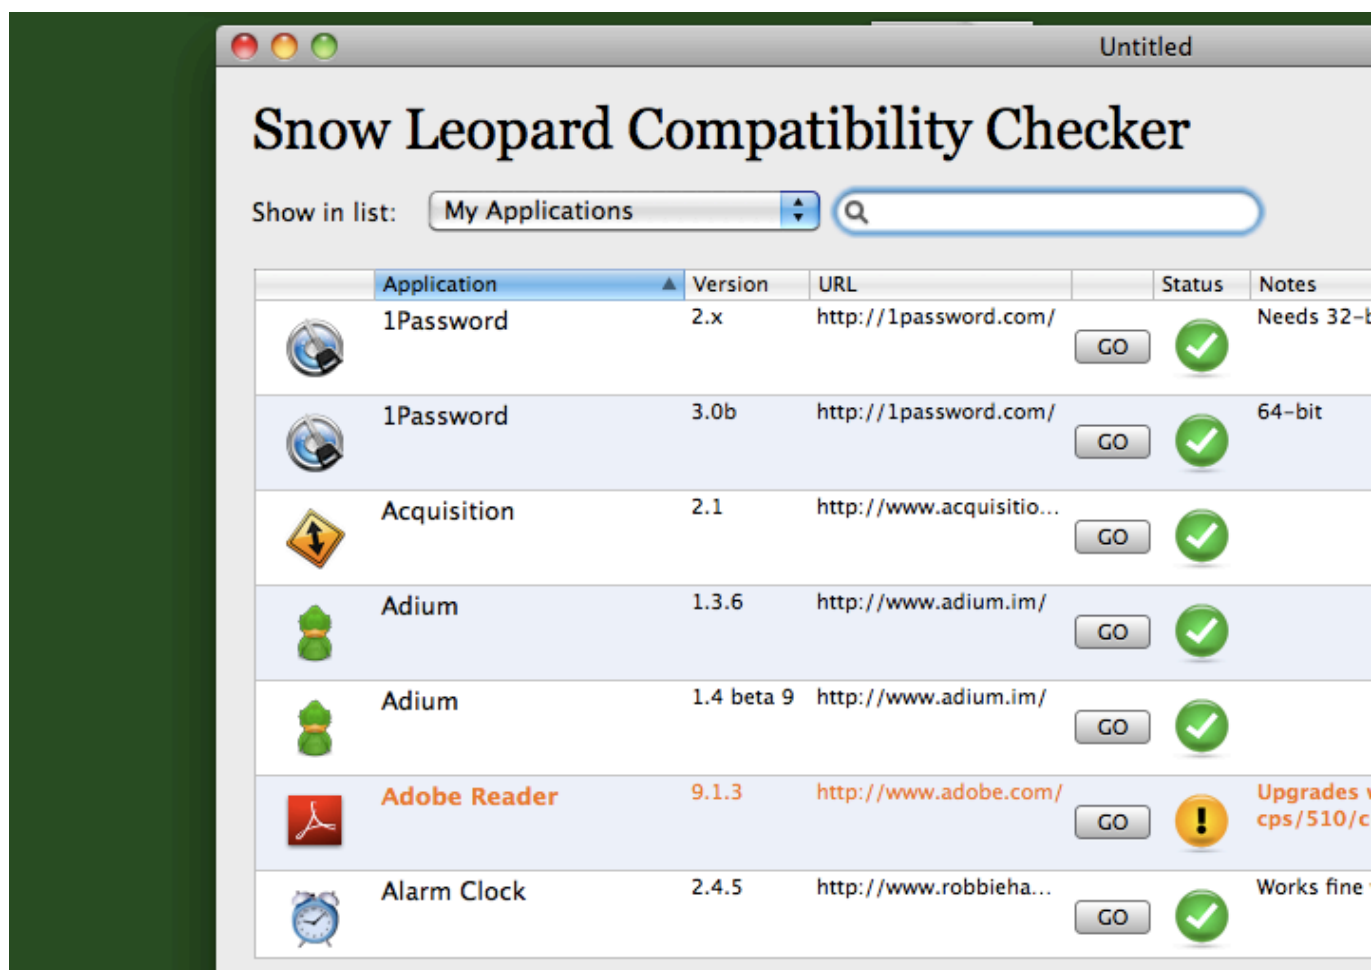 Untitled
Snow Leopard Compatibility Checker
Show in list: My Applications
Application Version URL Status Notes
1Password 2.x http://1password.com/ GO Needs
1Password 3.0b http://1password.com/ GO 64-bit
Acquisition 2.1 http://www.acquisitio... GO
Adium 1.3.6 http://www.adium.im/ GO
Adium 1.4 beta 9 http://www.adium.im/ GO
Adobe Reader 9.1.3 http://www.adobe.com/ GO ! Upgrades
cps/510/c
Alarm Clock 2.4.5 http://www.robbieha... GO Works fine